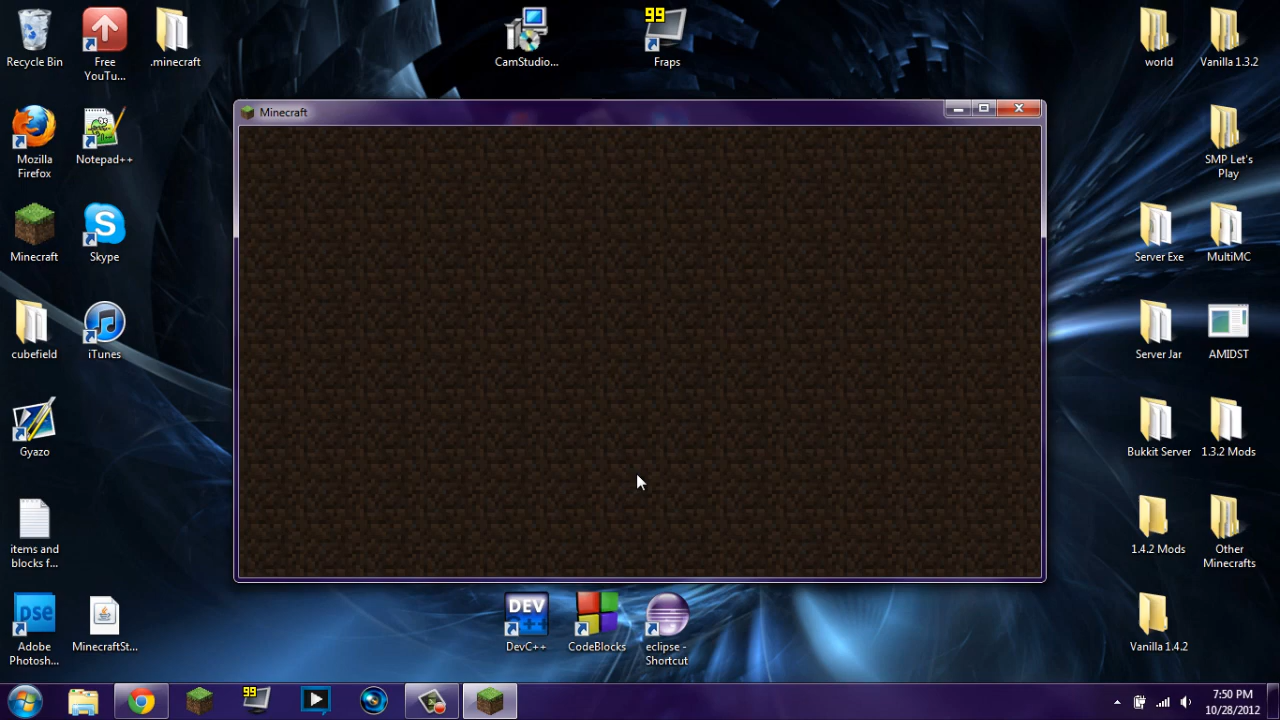 Recycle Bin
Free
YouTu...
.minecraft
CamStudio...
99
Fraps
world
Vanilla 1.3.2
Minecraft
Mozilla
Firefox
Notepad++
SMP Let's
Play
Minecraft
S
Skype
Server Exe
MultiMC
cubefield
iTunes
Server Jar
AMIDST
Gyazo
Bukkit Server
1.3.2 Mods
items and
blocks f...
1.4.2 Mods
Other
Minecrafts
pse
Adobe
Photosh...
MinecraftSt...
DEV
C++
DevC++
CodeBlocks
eclipse -
Shortcut
Vanilla 1.4.2
99
7:50 PM
10/28/2012